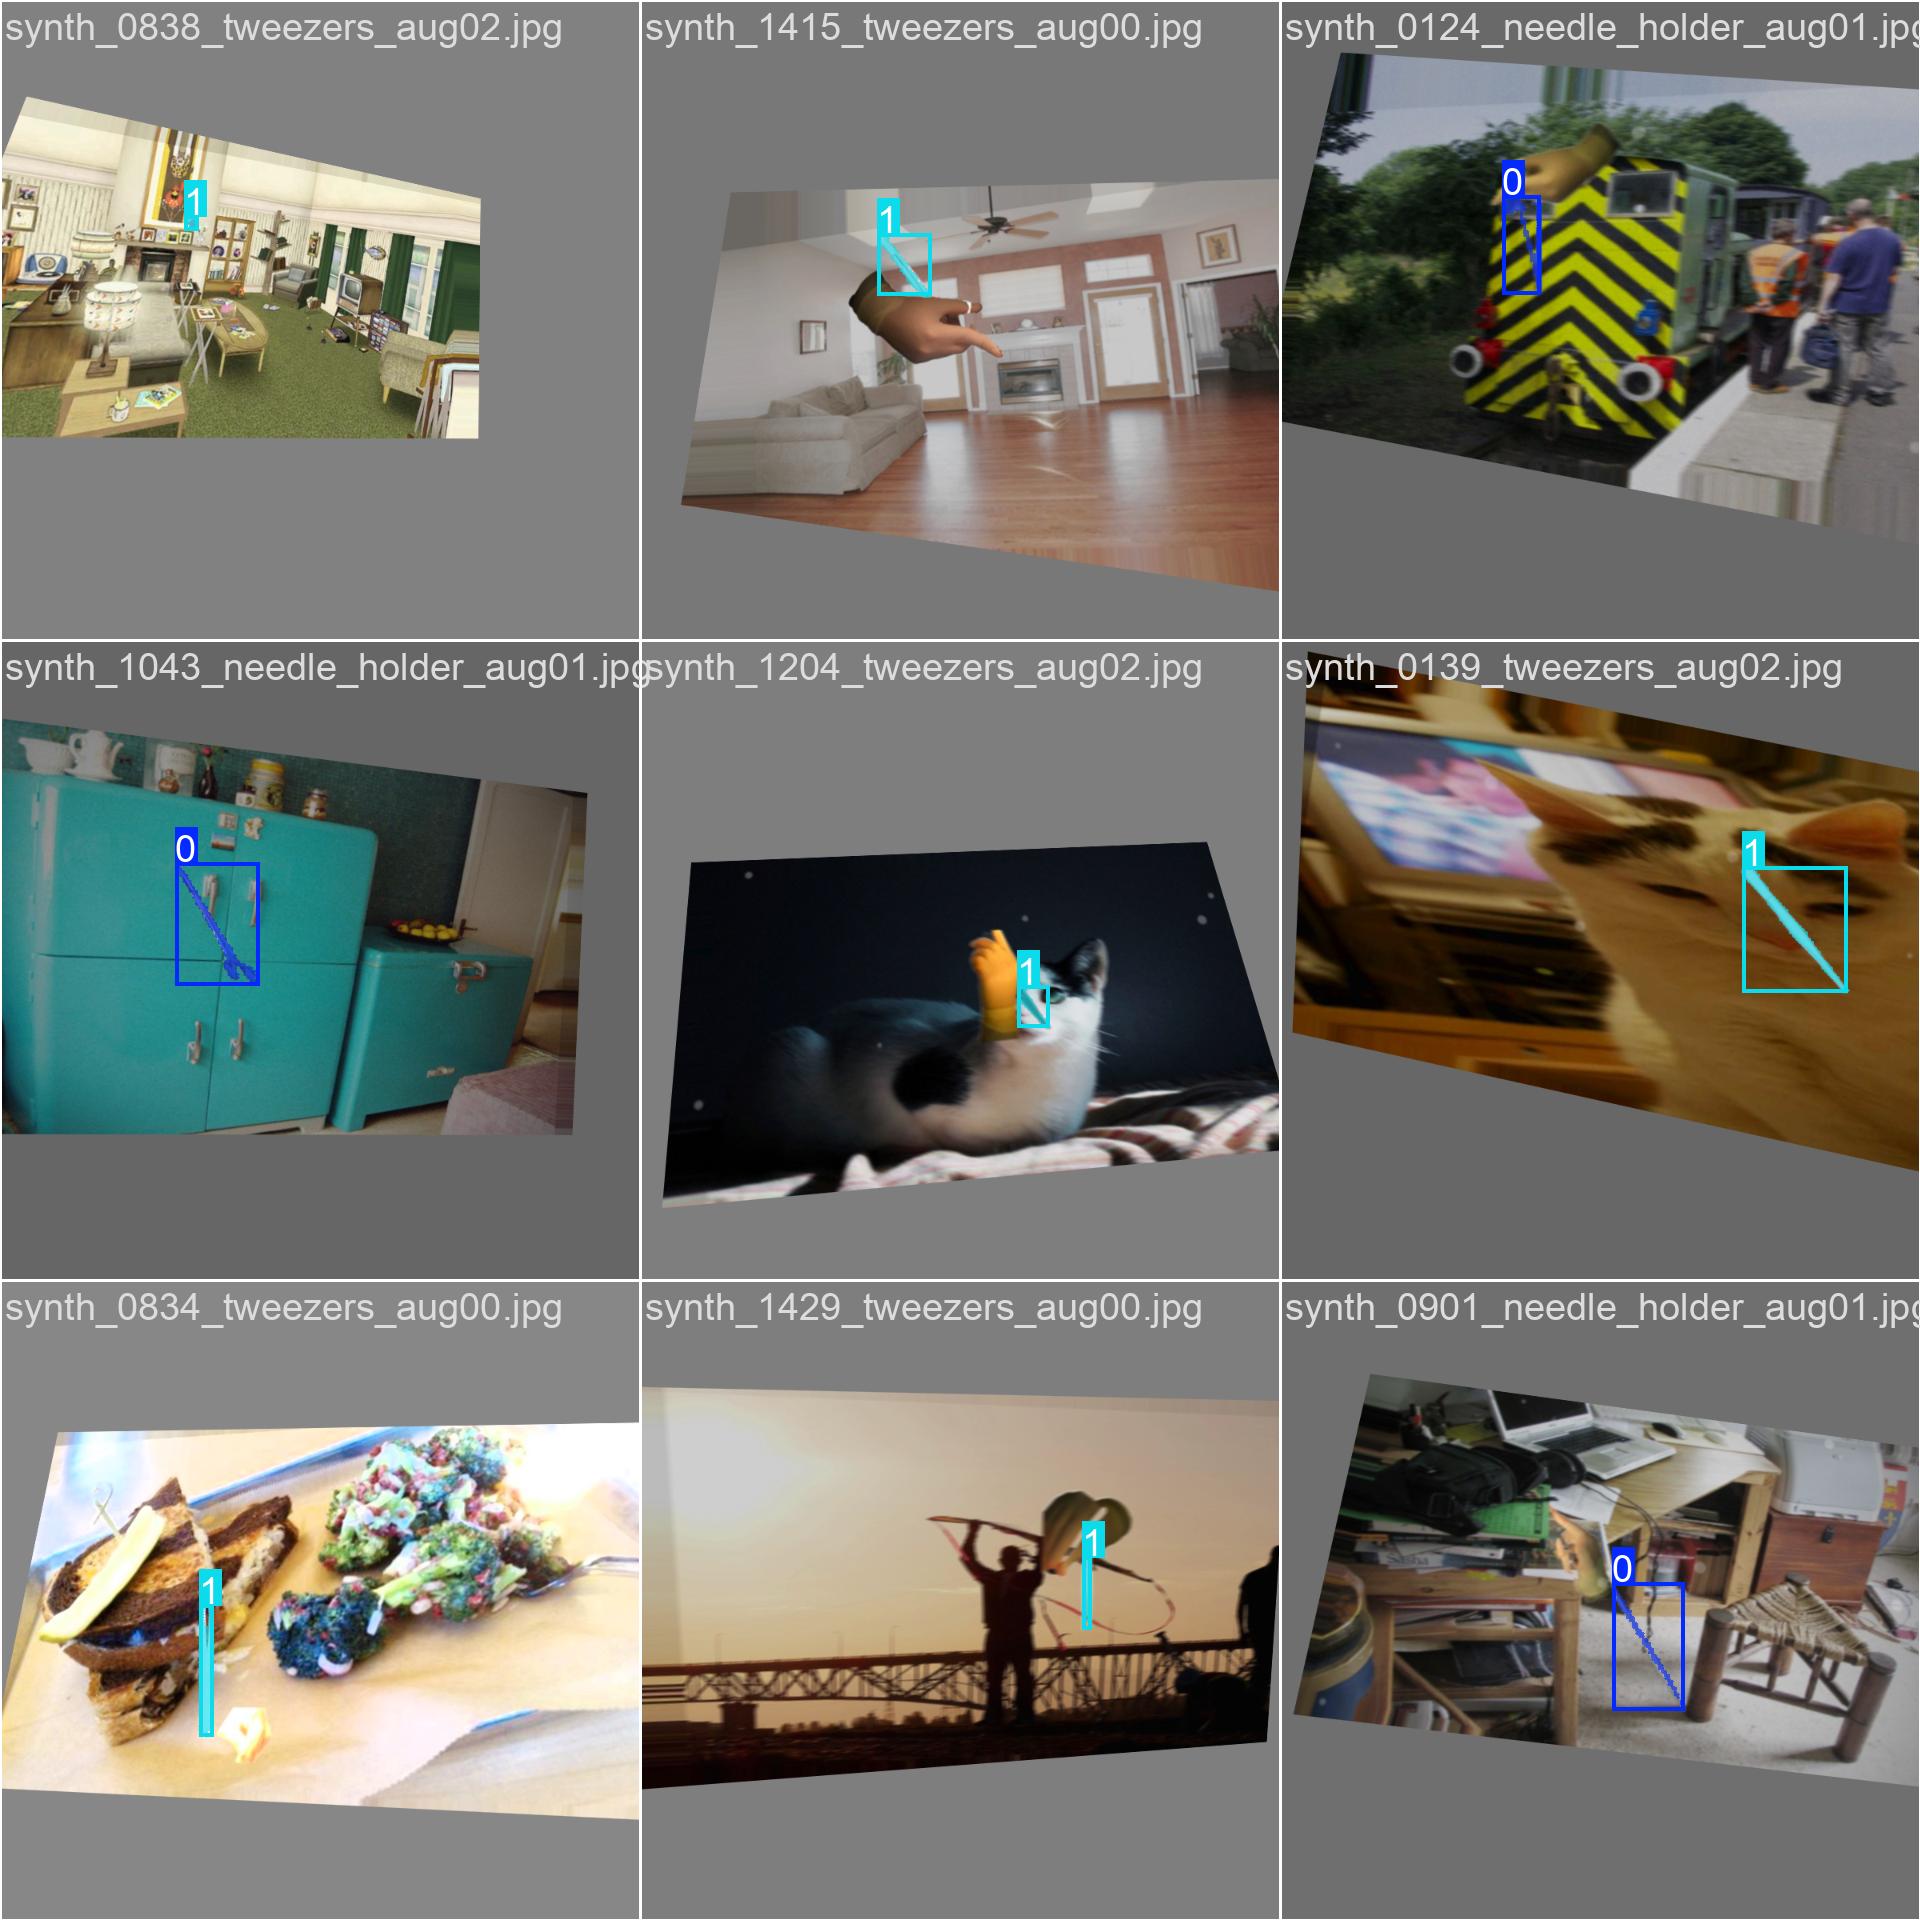 synth_0838_tweezers_aug02.jpg
synth_1415_tweezers_aug00.jpg
synth_0124_needle_holder_aug01.jpg
1
1
0
synth_1043_needle_holder_aug01.jpg
synth_1204_tweezers_aug02.jpg
synth_0139_tweezers_aug02.jpg
0
1
1
synth_0834_tweezers_aug00.jpg
synth_1429_tweezers_aug00.jpg
synth_0901_needle_holder_aug01.jpg
1
1
0
Sasha